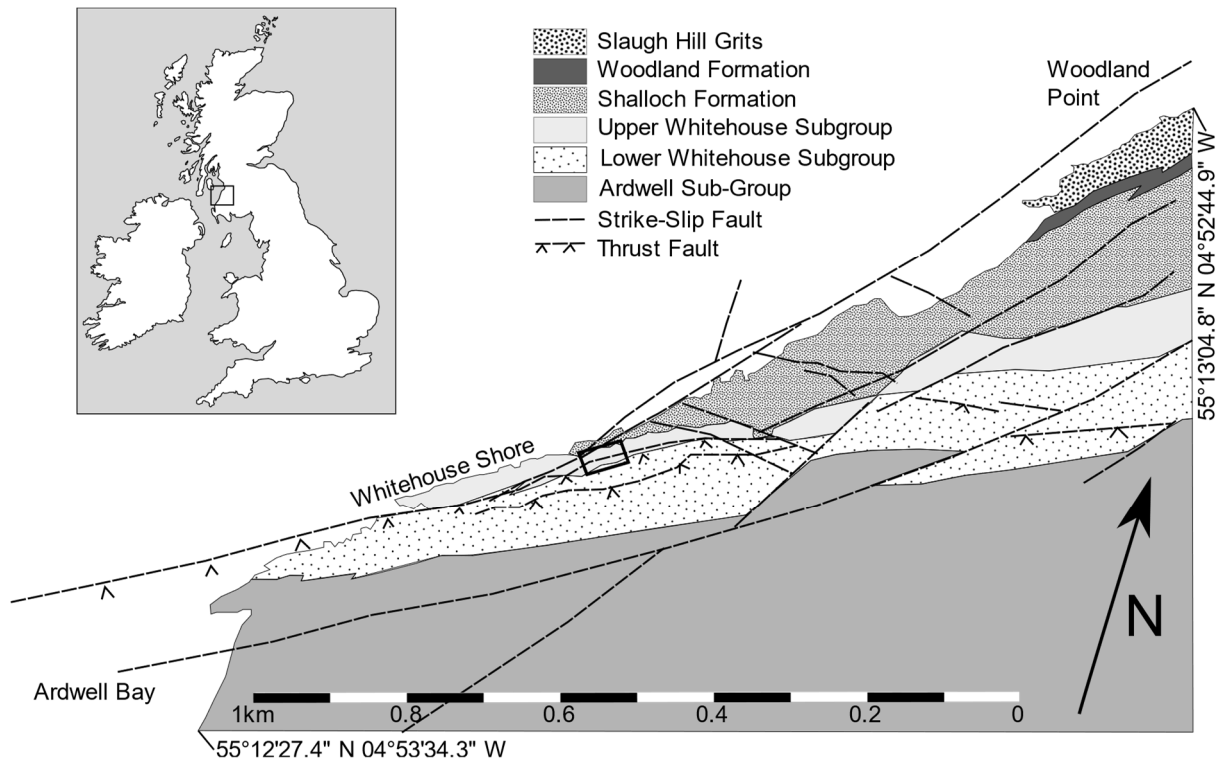 Slaugh Hill Grits
Woodland Formation
Shalloch Formation
Upper Whitehouse Subgroup
Lower Whitehouse Subgroup
Ardwell Sub-Group
Strike-Slip Fault
Thrust Fault
Woodland
Point
55°13'04.8" N 04°52'44.9" W
Whitehouse Shore
N
Ardwell Bay
1km 0.8 0.6 0.4 0.2 0
55°12'27.4" N 04°53'34.3" W